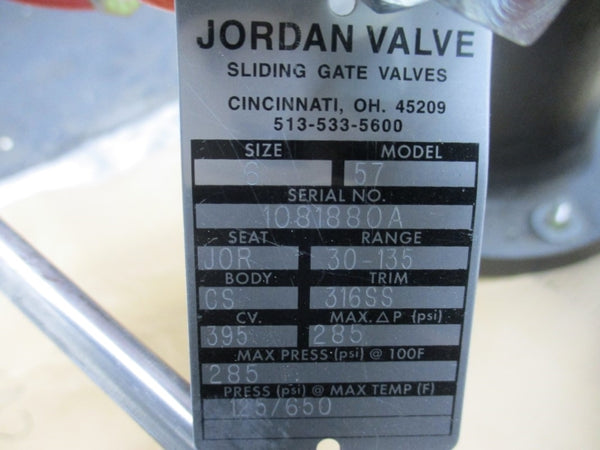 JORDAN VALVE
SLIDING GATE VALVES
CINCINNATI, OH. 45209
513-533-5600
SIZE MODEL
6 57
SERIAL NO.
1081880A
SEAT RANGE
JOR 30-135
BODY TRIM
CS 316SS
CV. MAX. △P (psi)
395 285
MAX PRESS (psi) @ 100F
285
PRESS (psi) @ MAX TEMP (F)
125/650